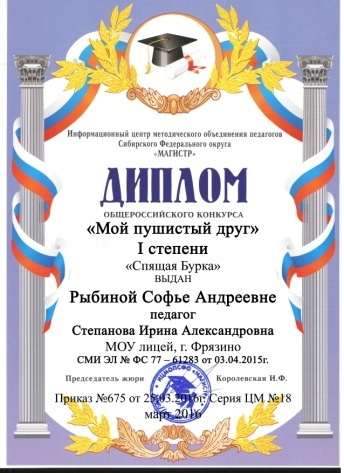 Информационный центр методического объединения педагогов
Сибирского Федерального округа
«МАГИСТР»
ДИПЛОМ
ОБЩЕРОССИЙСКОГО КОНКУРСА
«Мой пушистый друг»
I степени
«Спящая Бурка»
ВЫДАН
Рыбиной Софье Андреевне
педагог
Степанова Ирина Александровна
МОУ лицей, г. Фрязино
СМИ ЭЛ № ФС 77 – 61283 от 03.04.2015г.
Председатель жюри Королевская И.Ф.
Приказ №675 от 25.03.2016г. Серия ЦМ №18
март 2016